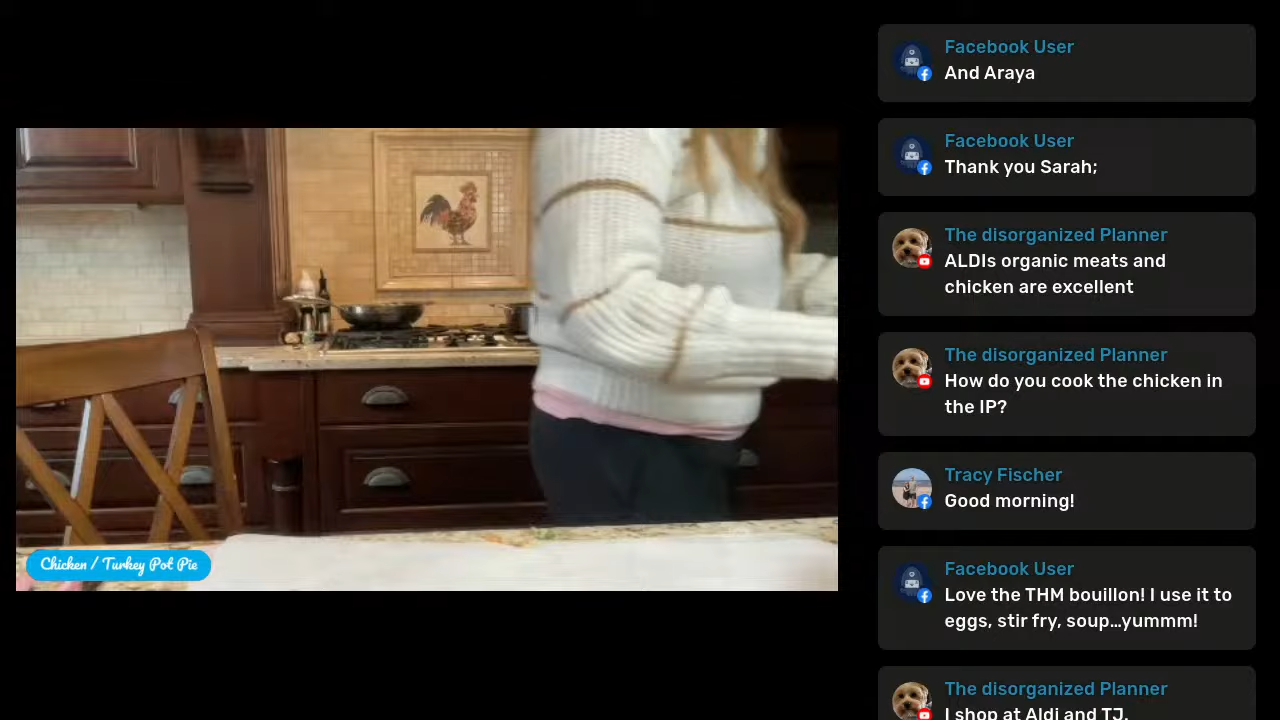 Facebook User
And Araya
Facebook User
Thank you Sarah;
The disorganized Planner
ALDIs organic meats and
chicken are excellent
The disorganized Planner
How do you cook the chicken in
the IP?
Tracy Fischer
Good morning!
Facebook User
Love the THM bouillon! I use it to
eggs, stir fry, soup...yummm!
The disorganized Planner
I shop at Aldi and TJ.
Chicken / Turkey Pot Pie